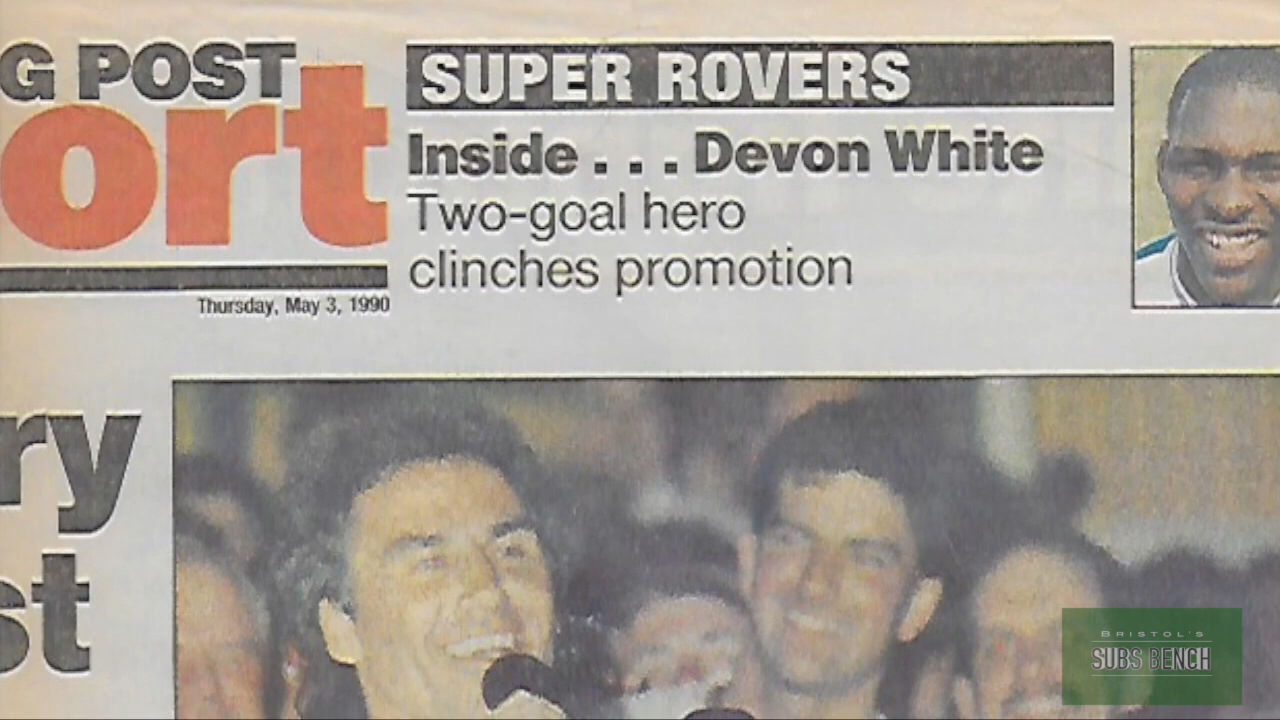 G POST
ort
Thursday, May 3, 1990
SUPER ROVERS
Inside . . . Devon White
Two-goal hero
clinches promotion
ry
st
BRISTOL'S
SUBS BENCH